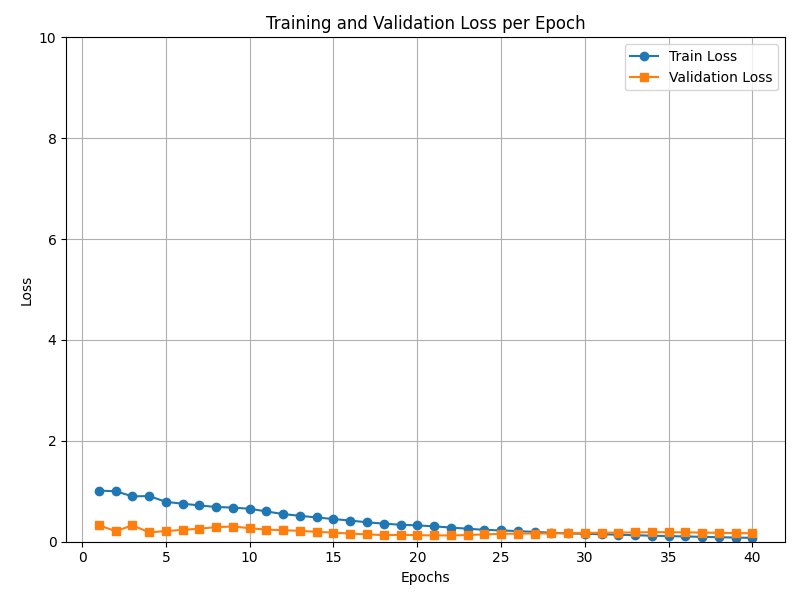 Training and Validation Loss per Epoch
Train Loss
Validation Loss
10
8
6
4
2
0
Loss
0 5 10 15 20 25 30 35 40
Epochs